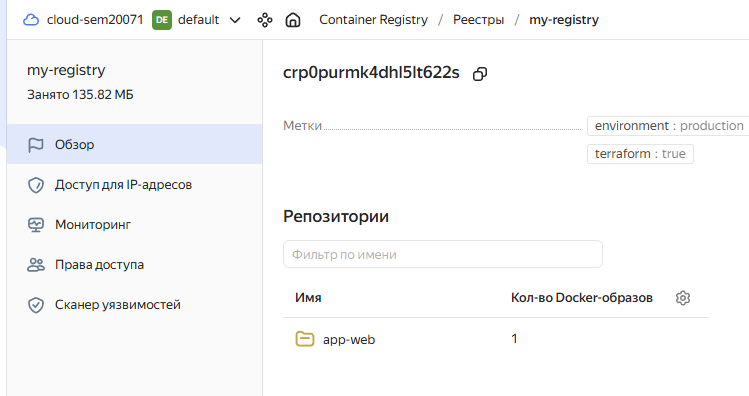 cloud-sem20071 DE default Container Registry / Реестры / my-registry
my-registry
Занято 135.82 МБ
Обзор
Доступ для IP-адресов
Мониторинг
Права доступа
Сканер уязвимостей
crp0purmk4dhl5lt622s
Метки environment : production
terraform : true
Репозитории
Фильтр по имени
Имя Кол-во Docker-образов
app-web 1